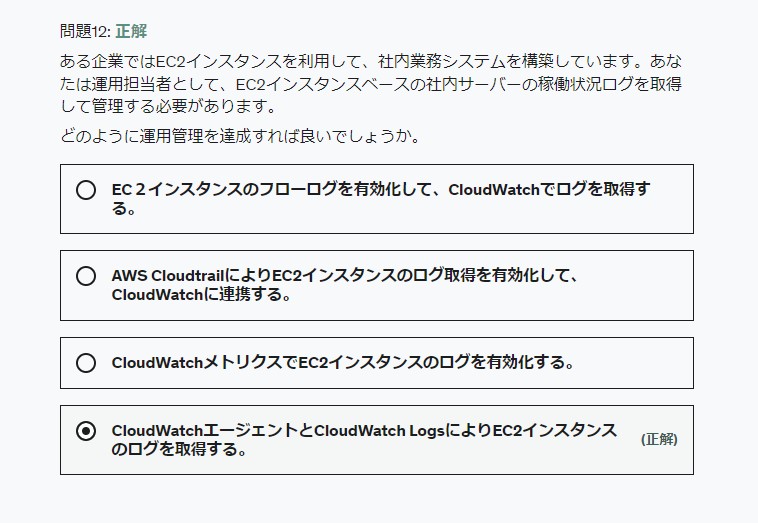 問題12: 正解
ある企業ではEC2インスタンスを利用して、社内業務システムを構築しています。あな
たは運用担当者として、EC2インスタンスベースの社内サーバーの稼働状況ログを取得
して管理する必要があります。
どのように運用管理を達成すれば良いでしょうか。
EC２インスタンスのフローログを有効化して、CloudWatchでログを取得す
る。
AWS CloudtrailによりEC2インスタンスのログ取得を有効化して、
CloudWatchに連携する。
CloudWatchメトリクスでEC2インスタンスのログを有効化する。
CloudWatchエージェントとCloudWatch LogsによりEC2インスタンス
のログを取得する。
(正解)